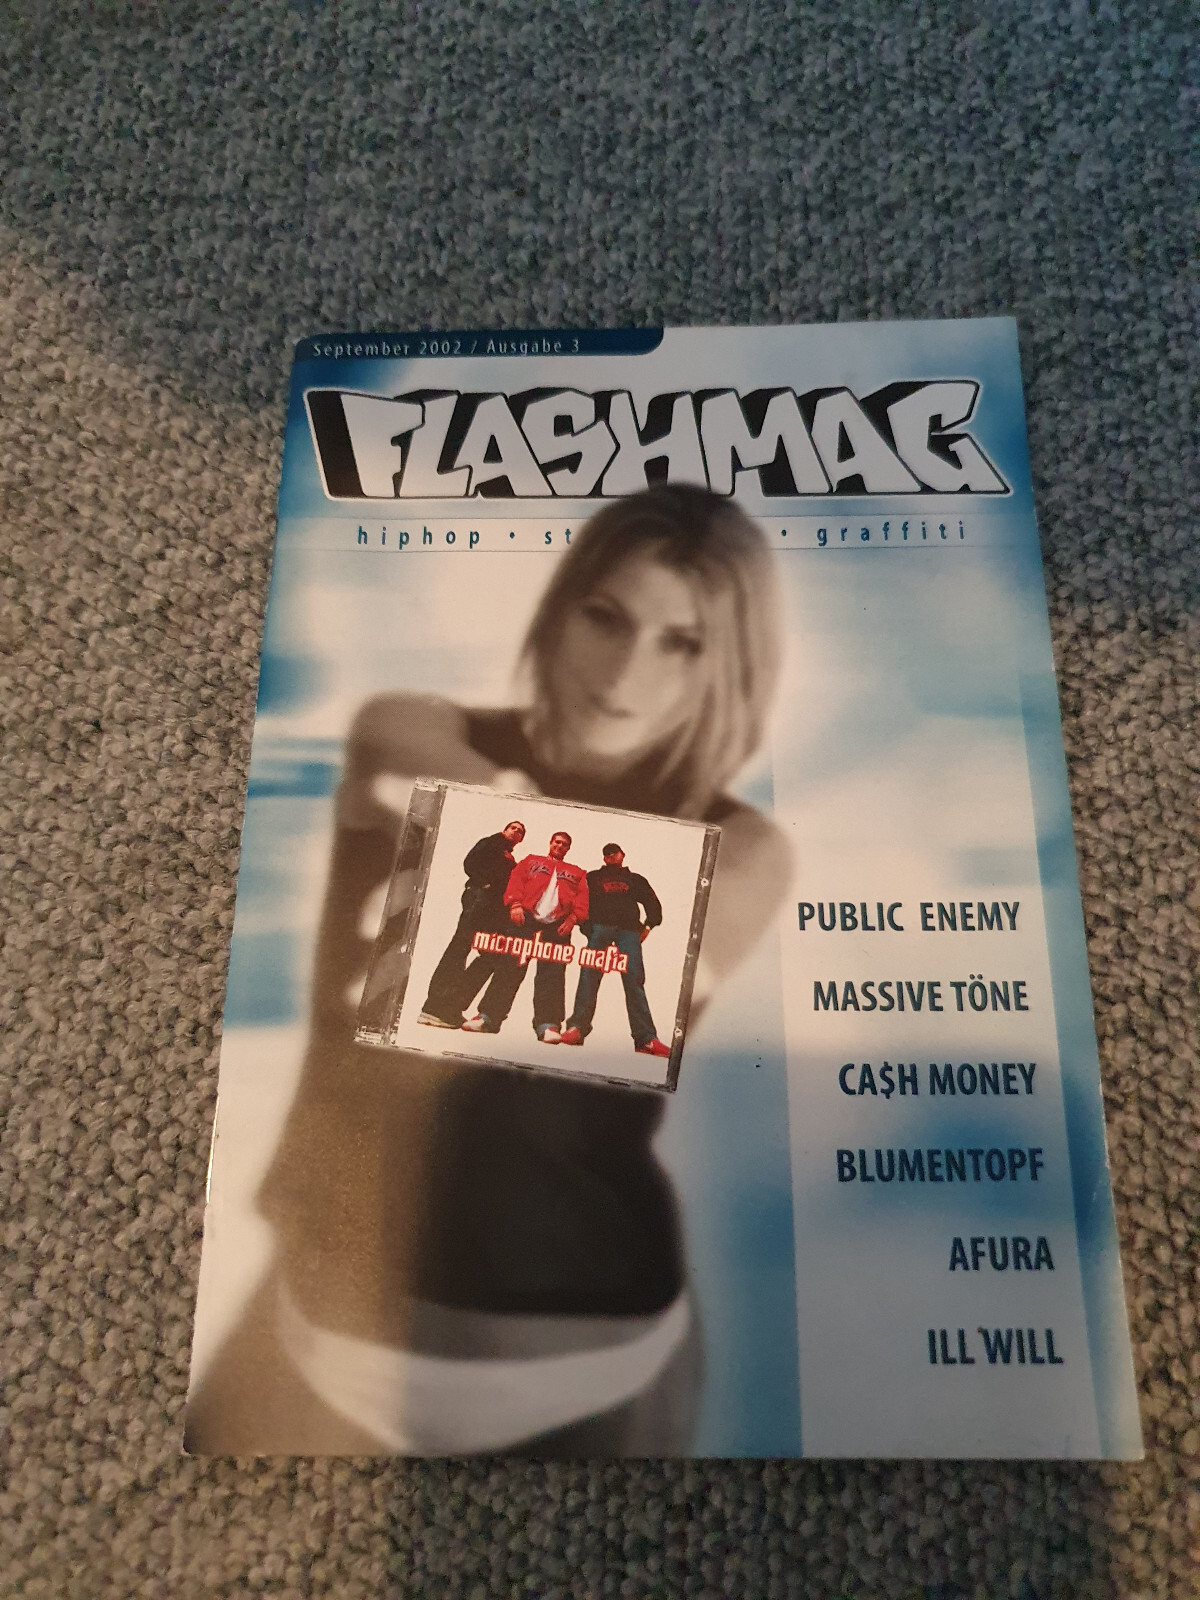 September 2002 / Ausgabe 3
FLASHMAG
hiphop • • graffiti
microphone mafia
PUBLIC ENEMY
MASSIVE TÖNE
CA$H MONEY
BLUMENTOPF
AFURA
ILL WILL